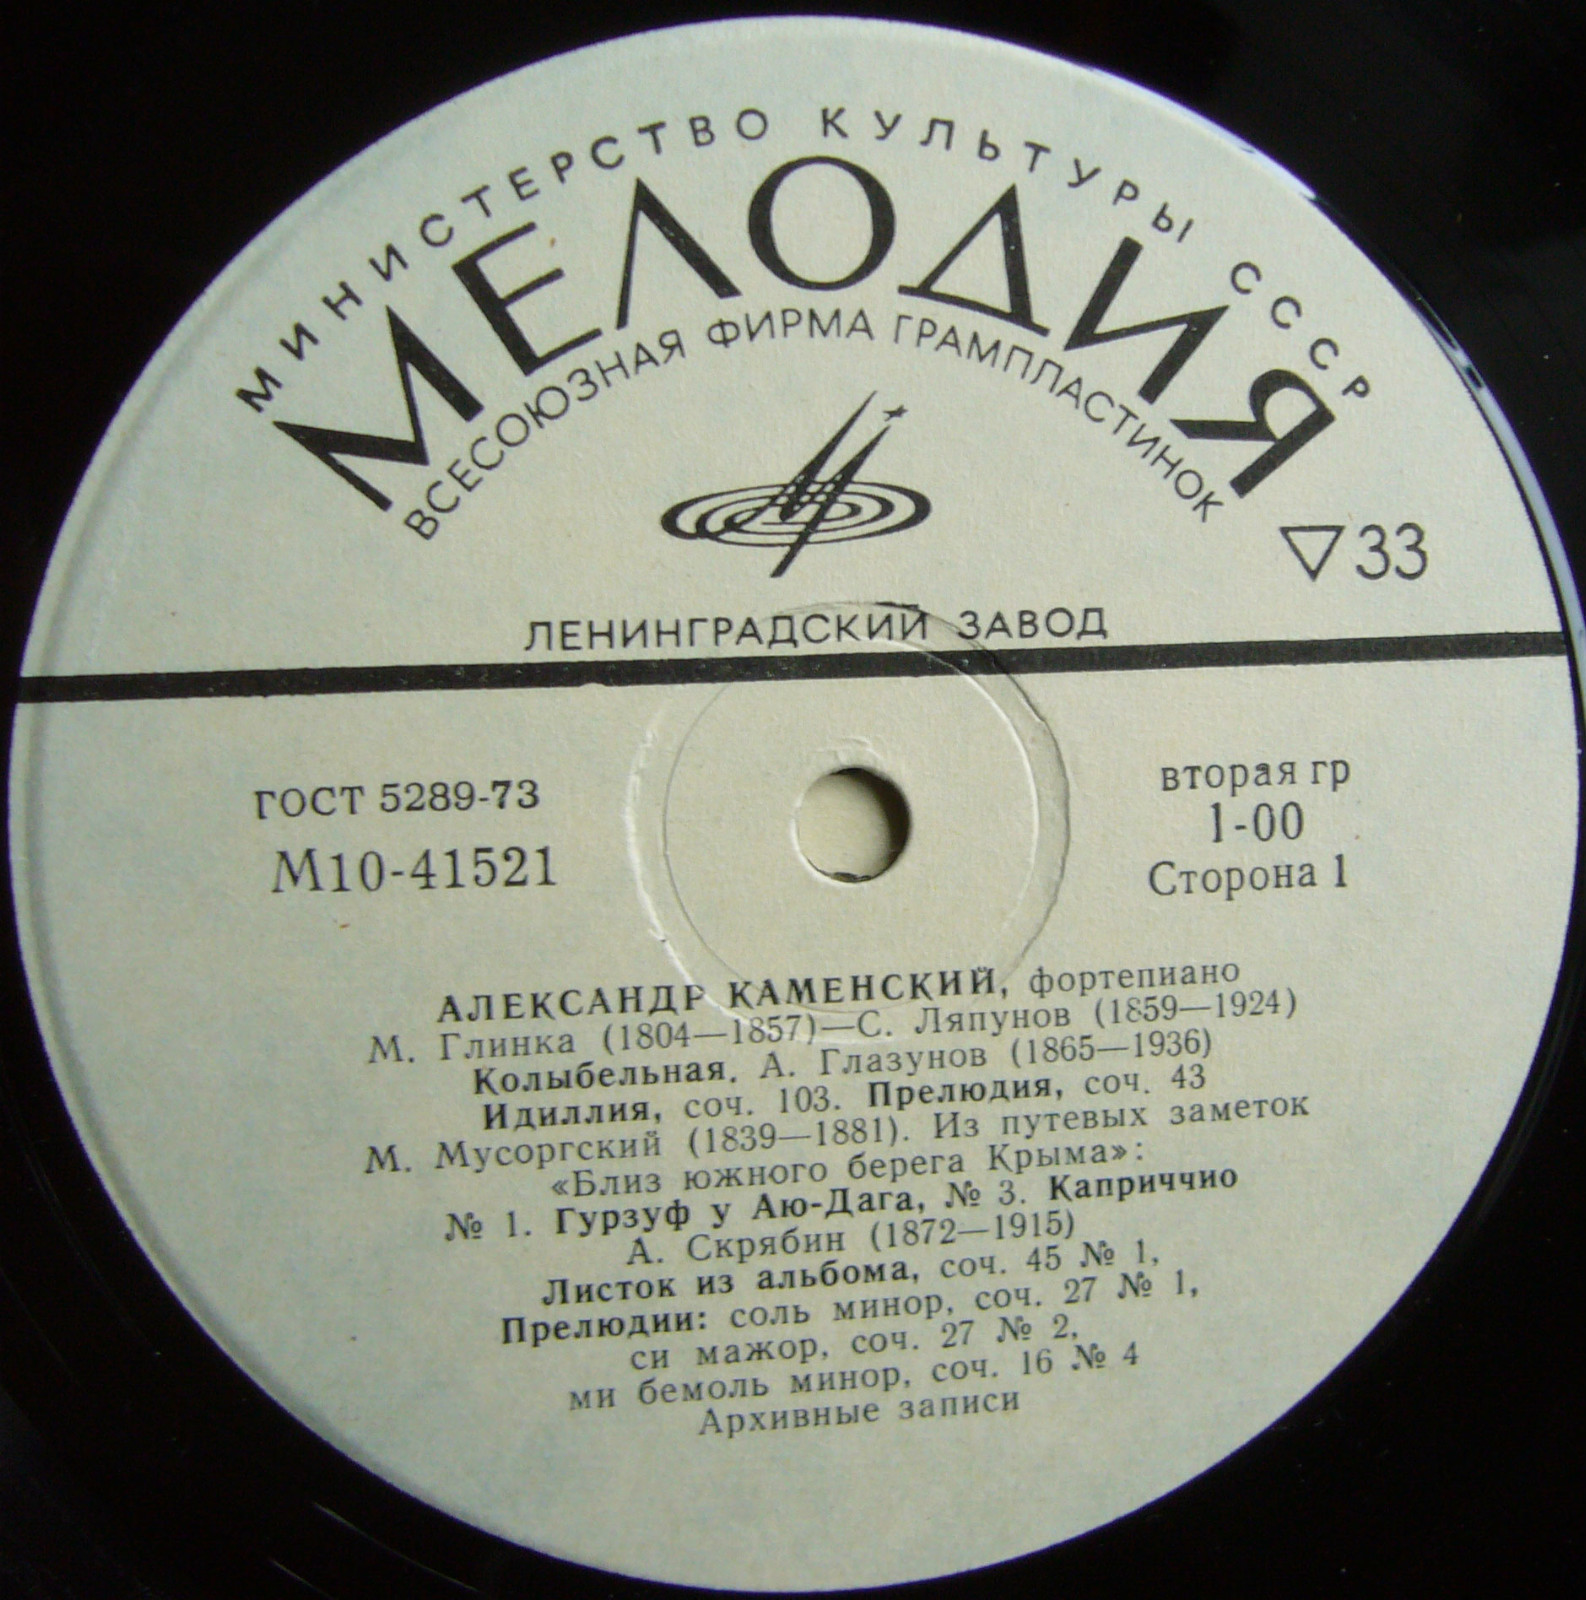 МИНИСТЕРСТВО КУЛЬТУРЫ СССР
МЕЛОДИЯ
ВСЕСОЮЗНАЯ ФИРМА ГРАМПЛАСТИНОК
▽33
ЛЕНИНГРАДСКИЙ ЗАВОД
ГОСТ 5289-73
М10-41521
вторая гр
1-00
Сторона 1
АЛЕКСАНДР КАМЕНСКИЙ, фортепиано
М. Глинка (1804—1857)—С. Ляпунов (1859—1924)
Колыбельная. А. Глазунов (1865—1936)
Идиллия, соч. 103. Прелюдия, соч. 43
М. Мусоргский (1839—1881). Из путевых заметок
«Близ южного берега Крыма»:
№ 1. Гурзуф у Аю-Дага, № 3. Каприччио
А. Скрябин (1872—1915)
Листок из альбома, соч. 45 № 1,
Прелюдии: соль минор, соч. 27 № 1,
си мажор, соч. 27 № 2,
ми бемоль минор, соч. 16 № 4
Архивные записи